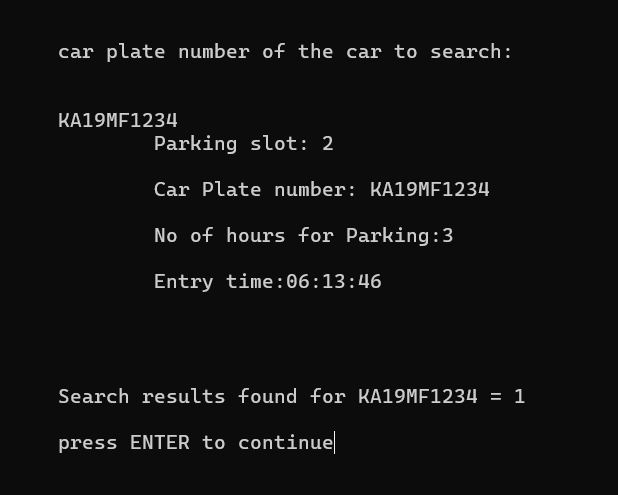 car plate number of the car to search:
KA19MF1234
Parking slot: 2
Car Plate number: KA19MF1234
No of hours for Parking:3
Entry time:06:13:46
Search results found for KA19MF1234 = 1
press ENTER to continue